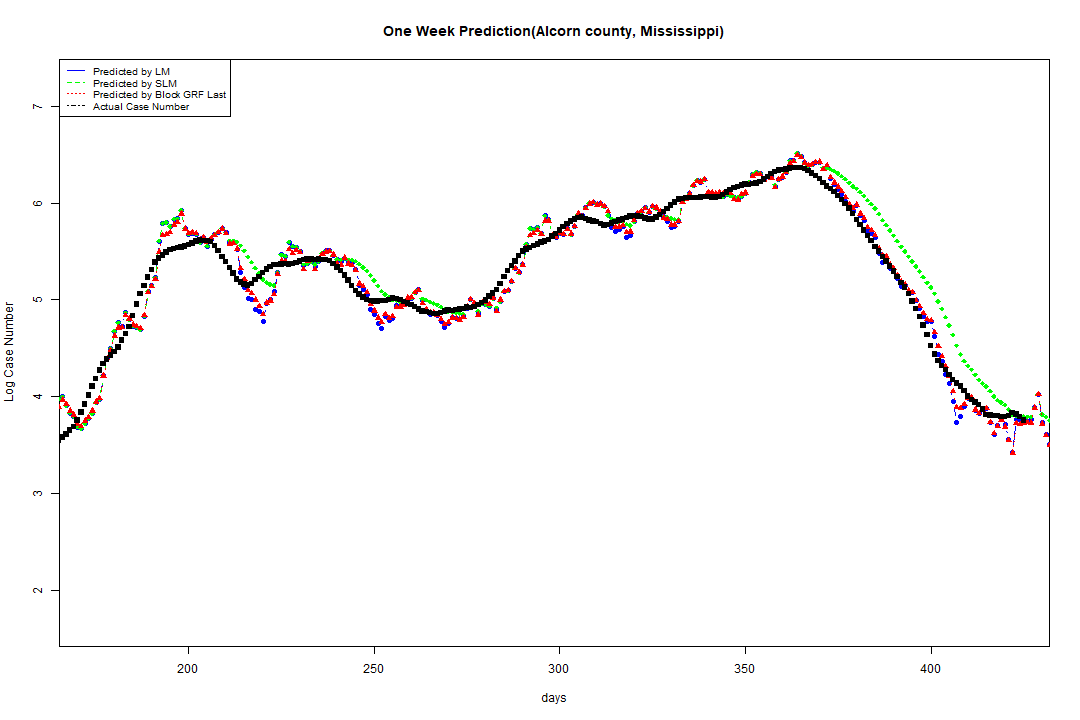 One Week Prediction(Alcorn county, Mississippi)
Predicted by LM
Predicted by SLM
Predicted by Block GRF Last
Actual Case Number
7
6
5
4
3
2
Log Case Number
200 250 300 350 400
days